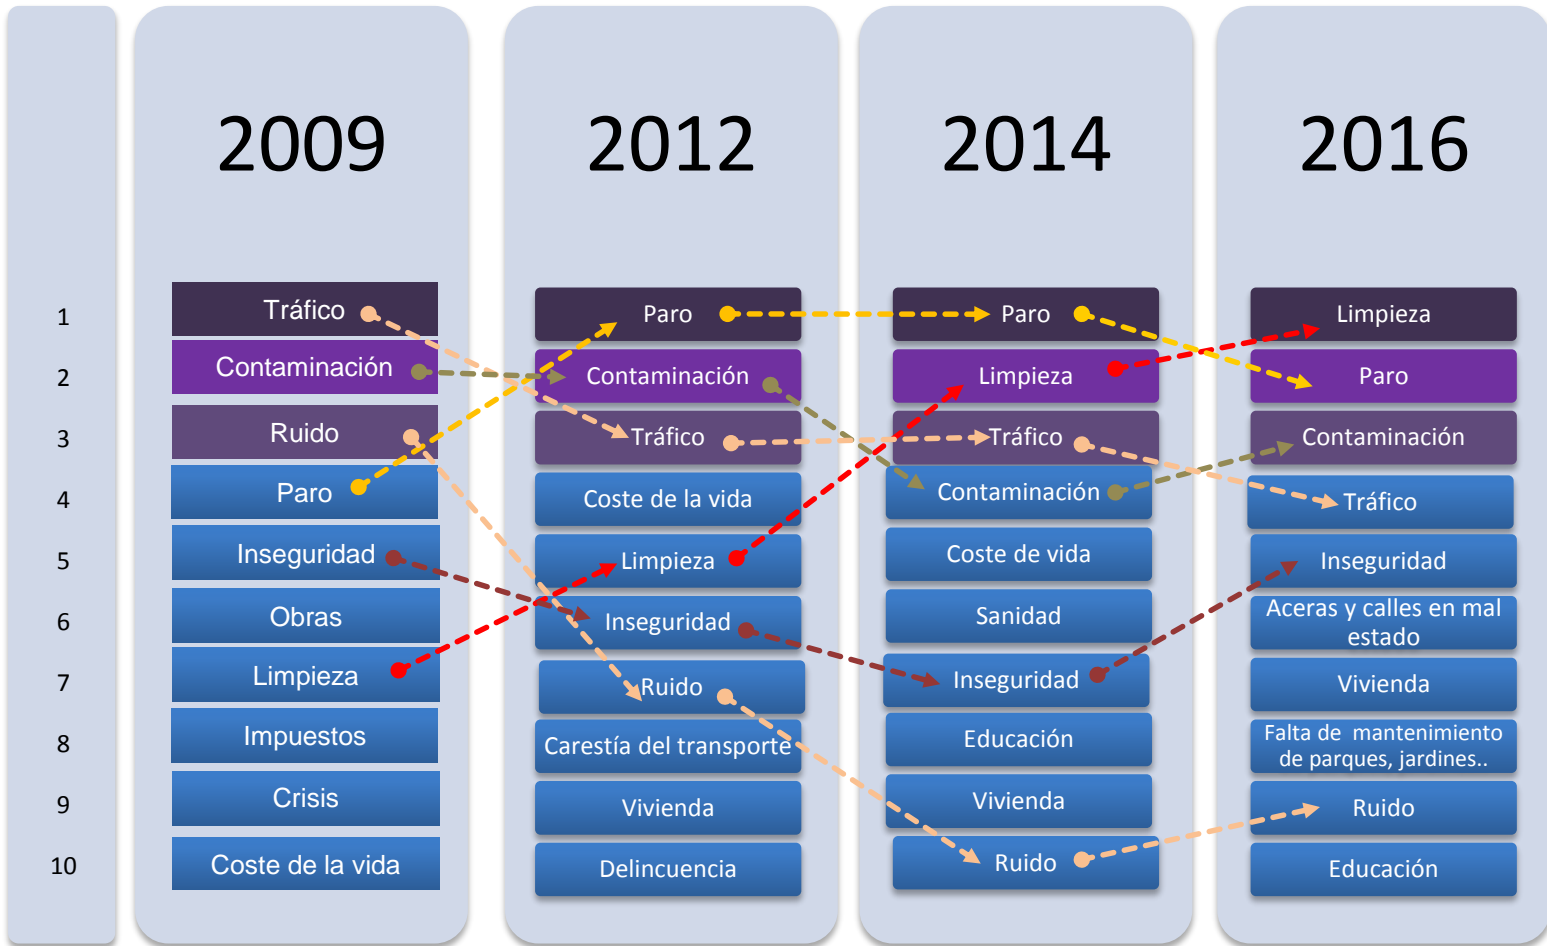 2009
2012
2014
2016
1
2
3
4
5
6
7
8
9
10
Tráfico
Contaminación
Ruido
Paro
Inseguridad
Obras
Limpieza
Impuestos
Crisis
Coste de la vida
Paro
Contaminación
Tráfico
Coste de la vida
Limpieza
Inseguridad
Ruido
Carestía del transporte
Vivienda
Delincuencia
Paro
Limpieza
Tráfico
Contaminación
Coste de vida
Sanidad
Inseguridad
Educación
Vivienda
Ruido
Limpieza
Paro
Contaminación
Tráfico
Inseguridad
Aceras y calles en mal
estado
Vivienda
Falta de mantenimiento
de parques, jardines..
Ruido
Educación